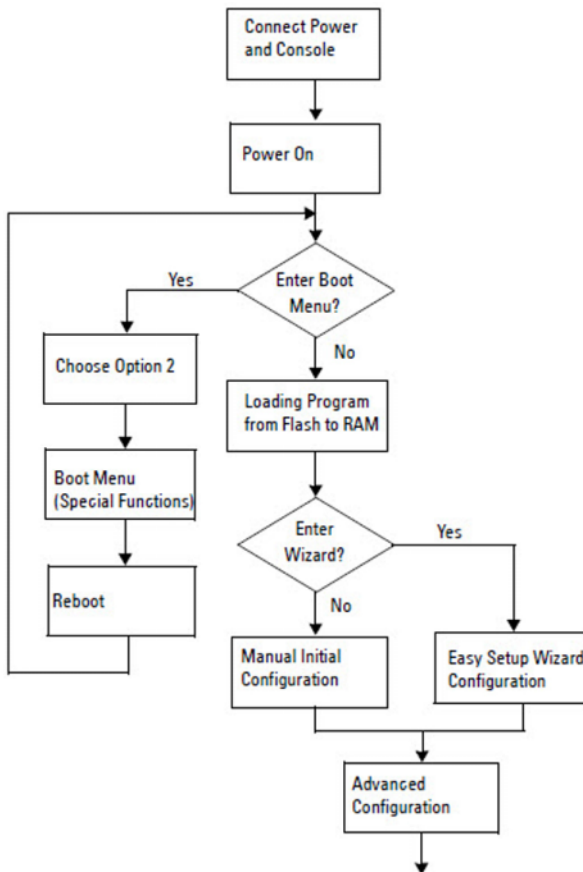 Connect Power
and Console
Power On
Enter Boot
Menu?
Yes
No
Choose Option 2
Loading Program
from Flash to RAM
Boot Menu
(Special Functions)
Enter
Wizard?
Yes
No
Reboot
Manual Initial
Configuration
Easy Setup Wizard
Configuration
Advanced
Configuration